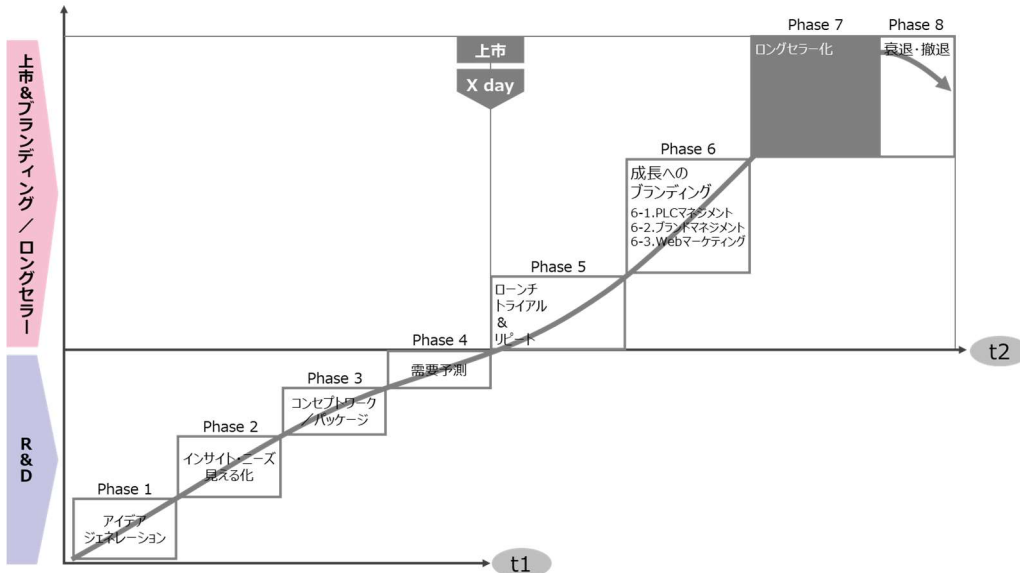 Phase 7
Phase 8
上市
X day
ロングセラー化
衰退・撤退
上市&ブランディング / ロングセラー
Phase 6
成長への
ブランディング
6-1.PLCマネジメント
6-2.ブランドマネジメント
6-3.Webマーケティング
Phase 5
ローンチ
トライアル
&
リピート
Phase 4
需要予測
t2
Phase 3
コンセプトワーク
/パッケージ
Phase 2
インサイト・ニーズ
見える化
R&D
Phase 1
アイデア
ジェネレーション
t1